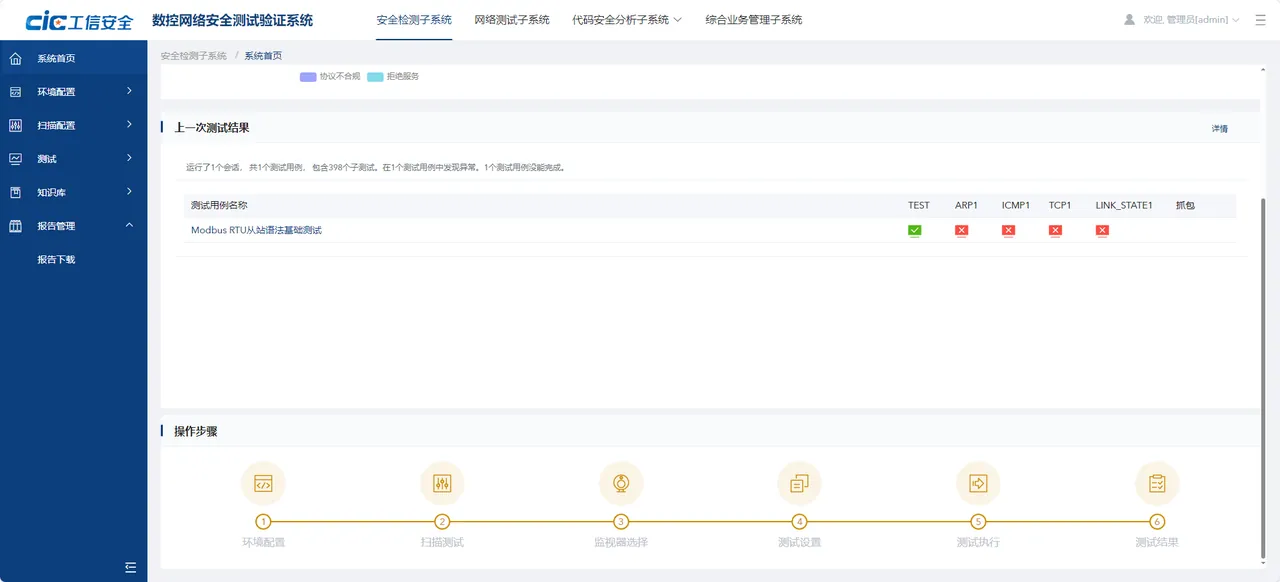 CIC工信安全 数控网络安全测试验证系统 安全检测子系统 网络测试子系统 代码安全分析子系统 综合业务管理子系统 欢迎, 管理员[admin]
系统首页
环境配置
扫描配置
测试
知识库
报告管理
报告下载
安全检测子系统 / 系统首页
协议不合规 拒绝服务
上一次测试结果 详情
运行了1个会话， 共1个测试用例， 包含398个子测试。在1个测试用例中发现异常。1个测试用例没能完成。
测试用例名称 TEST ARP1 ICMP1 TCP1 LINK_STATE1 抓包
Modbus RTU从站语法基础测试
操作步骤
1 2 3 4 5 6
环境配置 扫描测试 监视器选择 测试设置 测试执行 测试结果